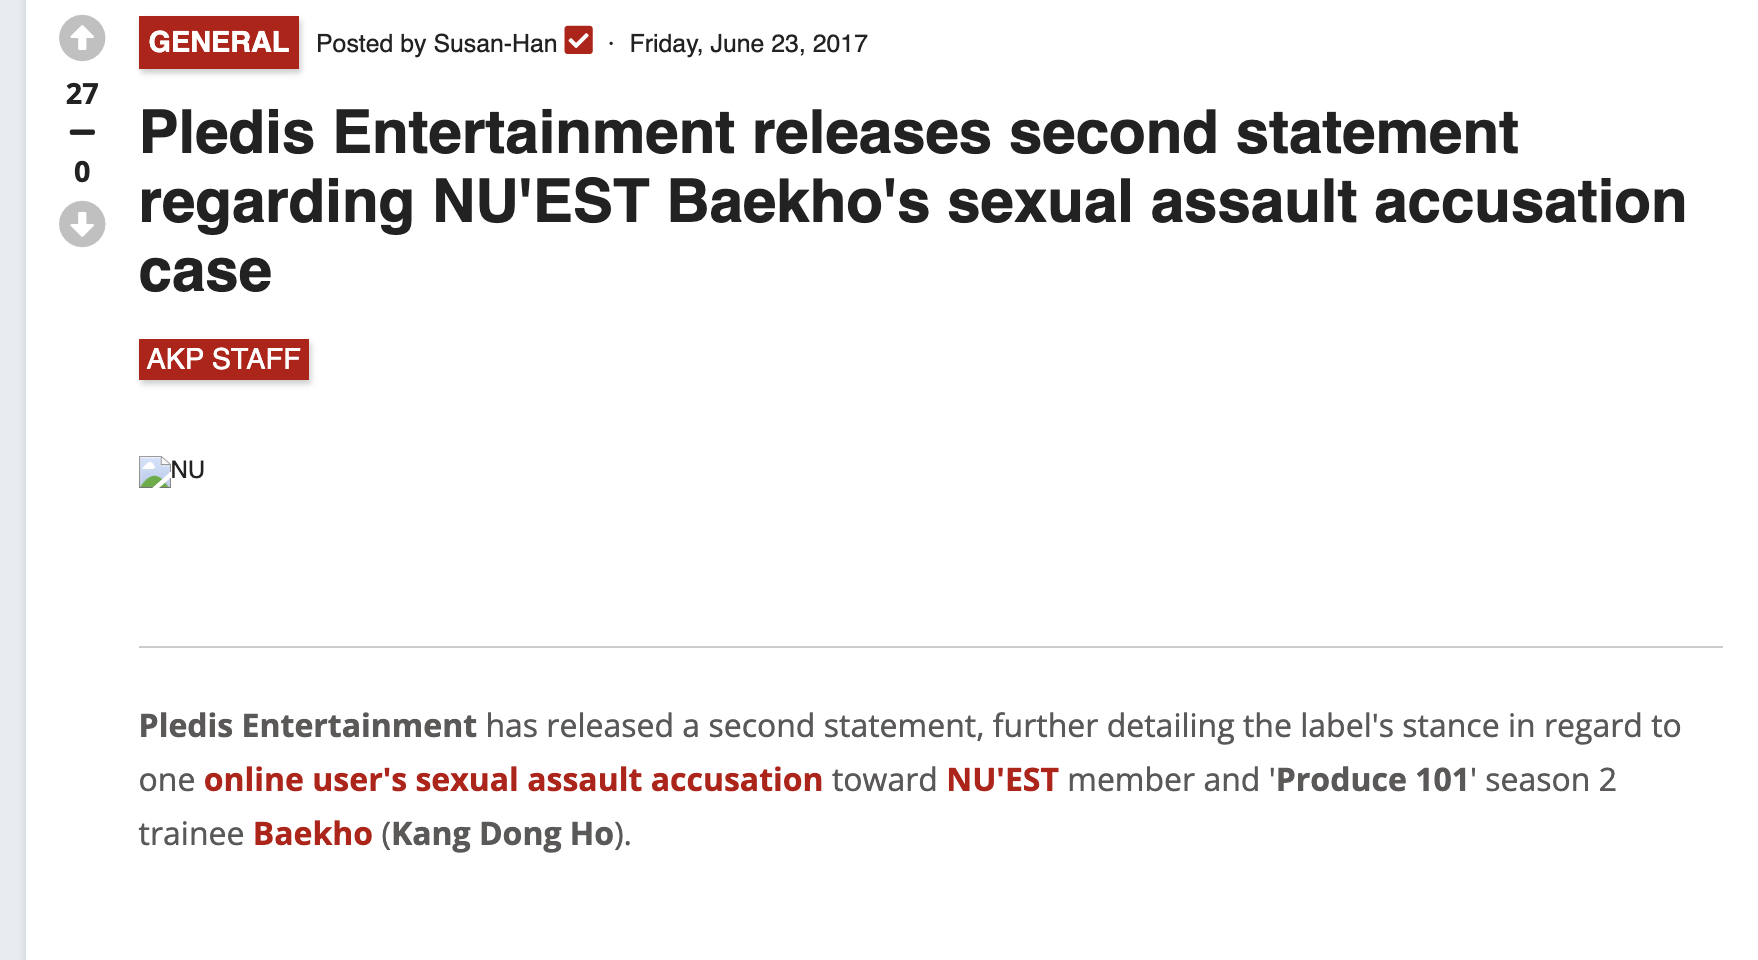 GENERAL Posted by Susan-Han · Friday, June 23, 2017
27
0
Pledis Entertainment releases second statement
regarding NU'EST Baekho's sexual assault accusation
case
AKP STAFF
NU
Pledis Entertainment has released a second statement, further detailing the label's stance in regard to
one online user's sexual assault accusation toward NU'EST member and 'Produce 101' season 2
trainee Baekho (Kang Dong Ho).